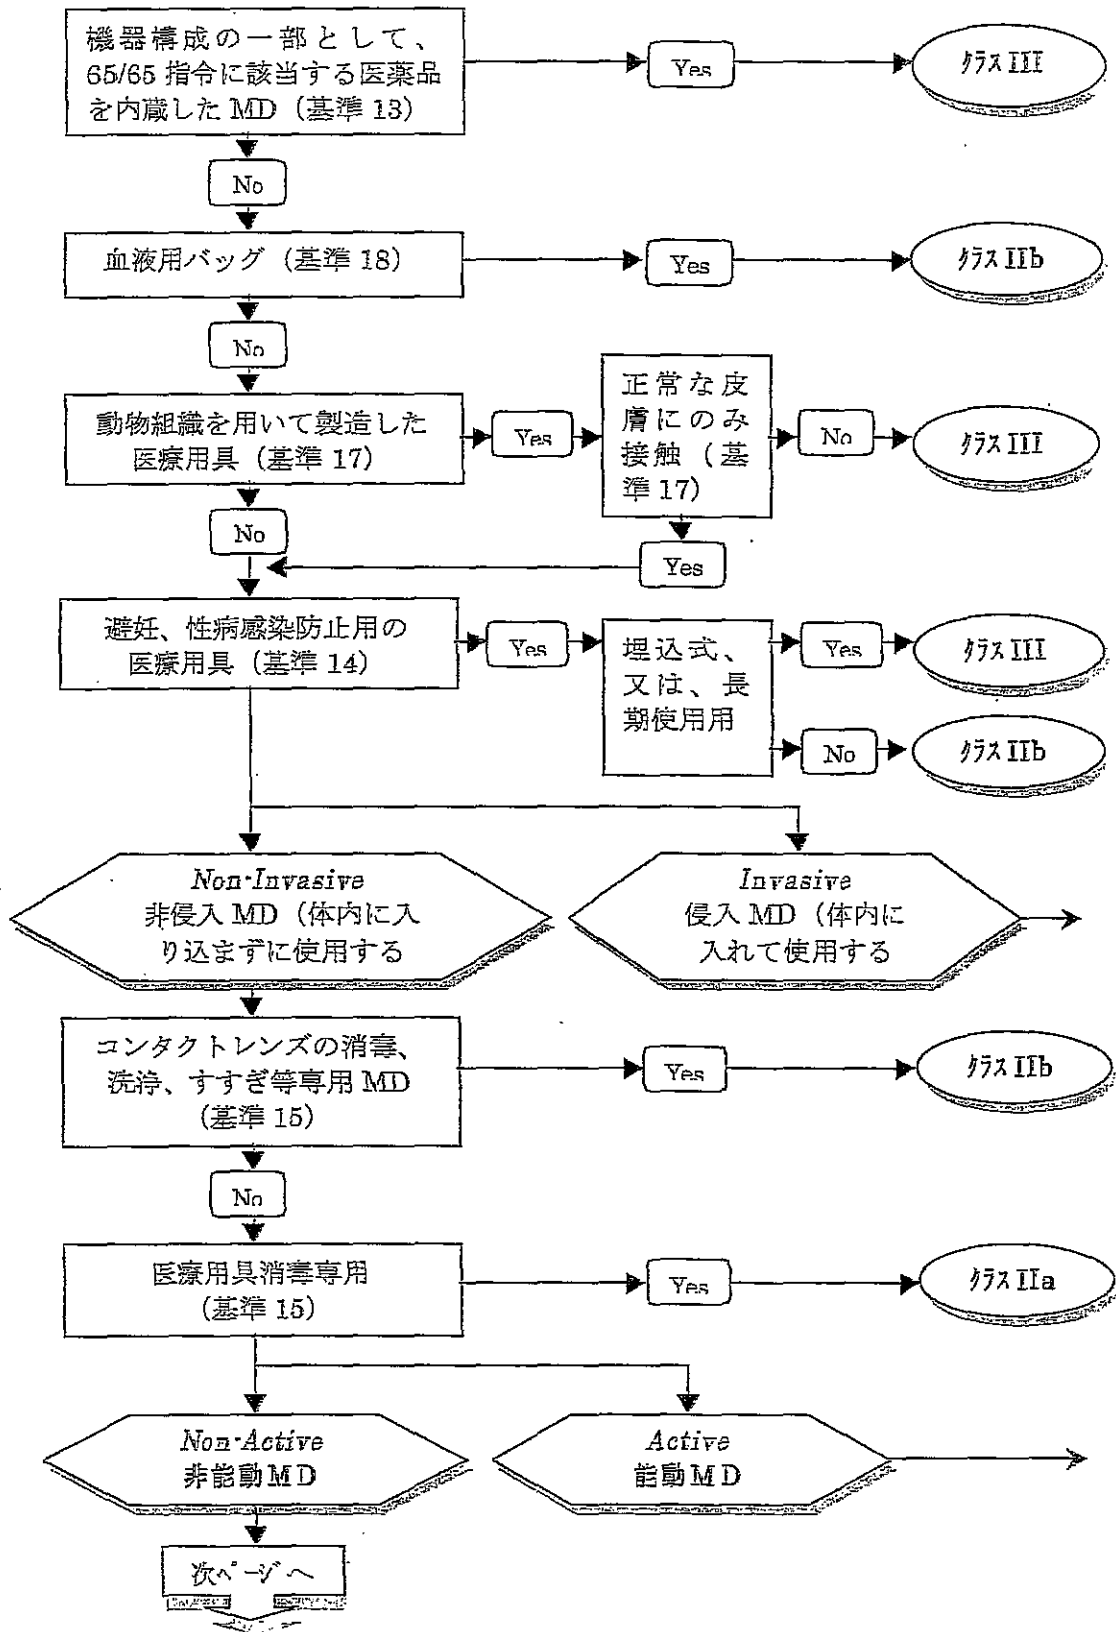 機器構成の一部として、
65/65 指令に該当する医薬品
を内蔵した MD（基準 13）
Yes
クラス III
No
血液用バッグ（基準 18）
Yes
クラス IIb
No
動物組織を用いて製造した
医療用具（基準 17）
Yes
正常な皮
膚にのみ
接触（基
準 17）
No
クラス III
No
Yes
避妊、性病感染防止用の
医療用具（基準 14）
Yes
埋込式、
又は、長
期使用用
Yes
クラス III
No
クラス IIb
Non-Invasive
非侵入 MD（体内に入
り込まずに使用する
Invasive
侵入 MD（体内に
入れて使用する
コンタクトレンズの消毒、
洗浄、すすぎ等専用 MD
（基準 15）
Yes
クラス IIb
No
医療用具消毒専用
（基準 15）
Yes
クラス IIa
Non-Active
非能動MD
Active
能動MD
次ページへ